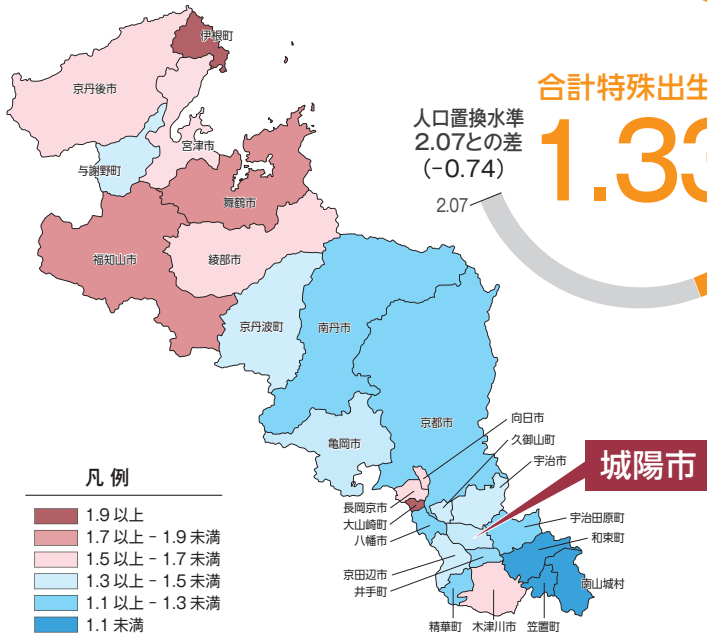 伊根町
京丹後市
宮津市
与謝野町
舞鶴市
福知山市
綾部市
京丹波町
南丹市
京都市
亀岡市
向日市
久御山町
宇治市
城陽市
長岡京市
大山崎町
八幡市
宇治田原町
和束町
京田辺市
井手町
南山城村
精華町
木津川市
笠置町
合計特殊出生
1.33
人口置換水準
2.07との差
(-0.74)
2.07
凡例
1.9 以上
1.7 以上 - 1.9 未満
1.5 以上 - 1.7 未満
1.3 以上 - 1.5 未満
1.1 以上 - 1.3 未満
1.1 未満